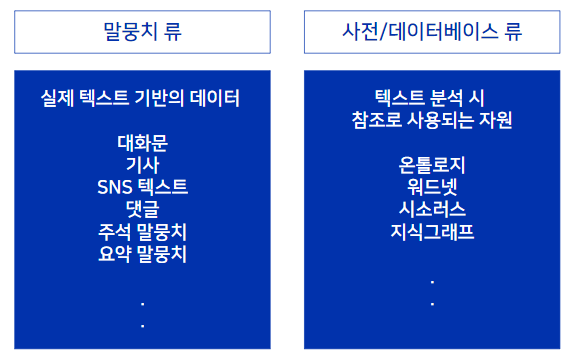 말뭉치 류
실제 텍스트 기반의 데이터
대화문
기사
SNS 텍스트
댓글
주석 말뭉치
요약 말뭉치
.
.
사전/데이터베이스 류
텍스트 분석 시
참조로 사용되는 자원
온톨로지
워드넷
시소러스
지식그래프
.
.